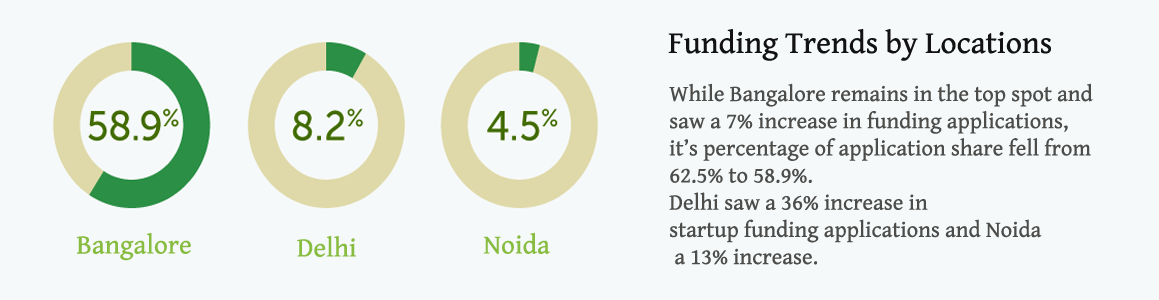 58.9%
8.2%
4.5%
Bangalore
Delhi
Noida
Funding Trends by Locations
While Bangalore remains in the top spot and
saw a 7% increase in funding applications,
it’s percentage of application share fell from
62.5% to 58.9%.
Delhi saw a 36% increase in
startup funding applications and Noida
a 13% increase.